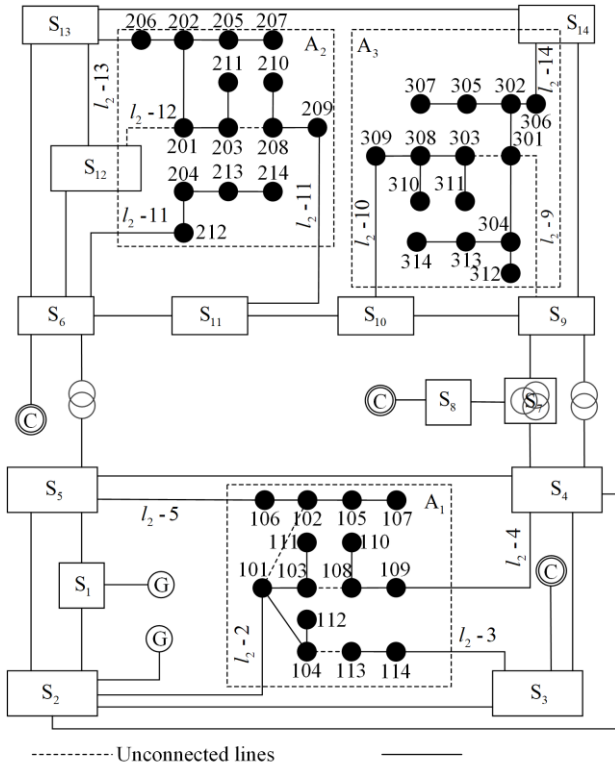 206 202 205 207
S₁₃
A₂
A₃
S₁₄
l₂-13
211 210
307 305 302
l₂-14
306
l₂-12
209
309 308 303 301
201 203 208
S₁₂
204 213 214
310 311
l₂-11
l₂-11
l₂-10
304
l₂-9
212
314 313
312
S₆ S₁₁ S₁₀ S₉
C
C S₈ S₇
S₅ S₄
A₁
l₂-5
106 102 105 107
l₂-4
111 110
C
101 103 108 109
S₁ G
112
G
l₂-2
l₂-3
104 113 114
S₂ S₃
Unconnected lines